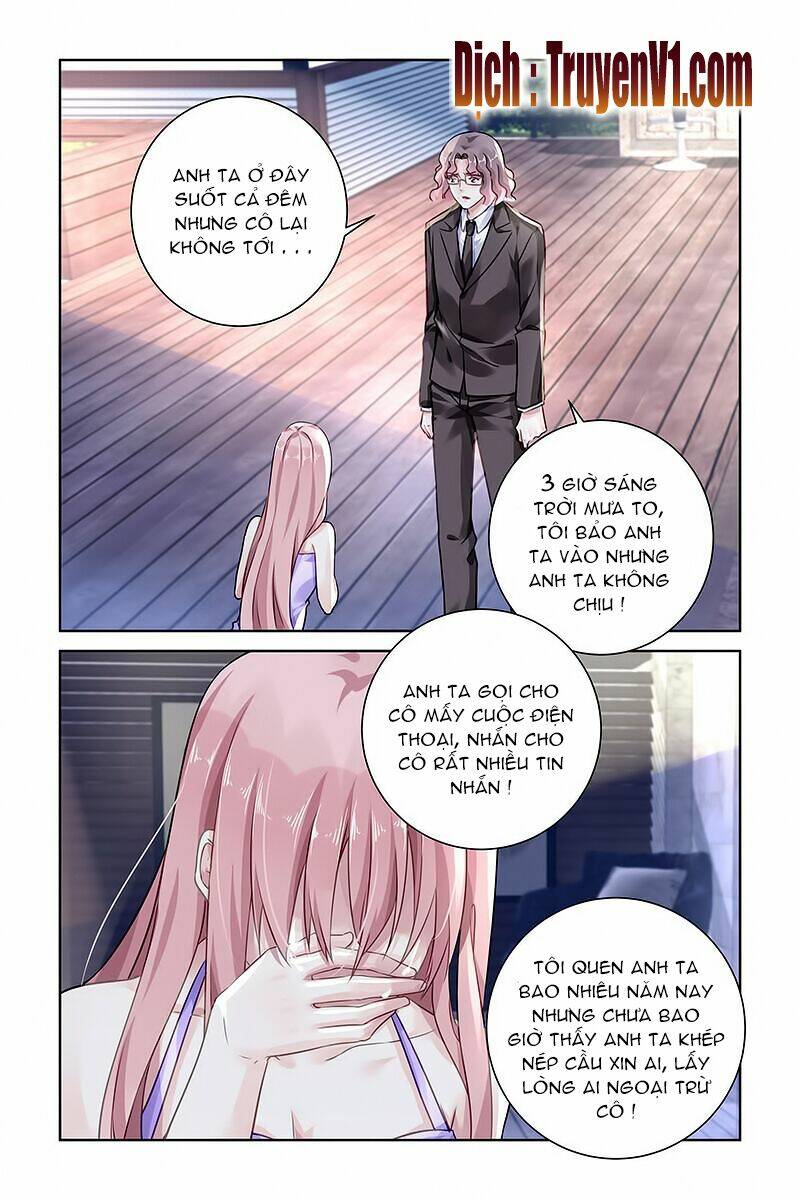 Dịch : TruyenV1.com
ANH TA Ở ĐÂY
SUỐT CẢ ĐÊM
NHƯNG CÔ LẠI
KHÔNG TỚI . . .
3 GIỜ SÁNG
TRỜI MƯA TO,
TÔI BẢO ANH
TA VÀO NHƯNG
ANH TA KHÔNG
CHỊU !
ANH TA GỌI CHO
CÔ MẤY CUỘC ĐIỆN
THOẠI, NHẮN CHO
CÔ RẤT NHIỀU TIN
NHẮN !
TÔI QUEN ANH TA
BAO NHIÊU NĂM NAY
NHƯNG CHƯA BAO
GIỜ THẤY ANH TA KHÉP
NÉP CẦU XIN AI, LẤY
LÒNG AI NGOẠI TRỪ
CÔ !